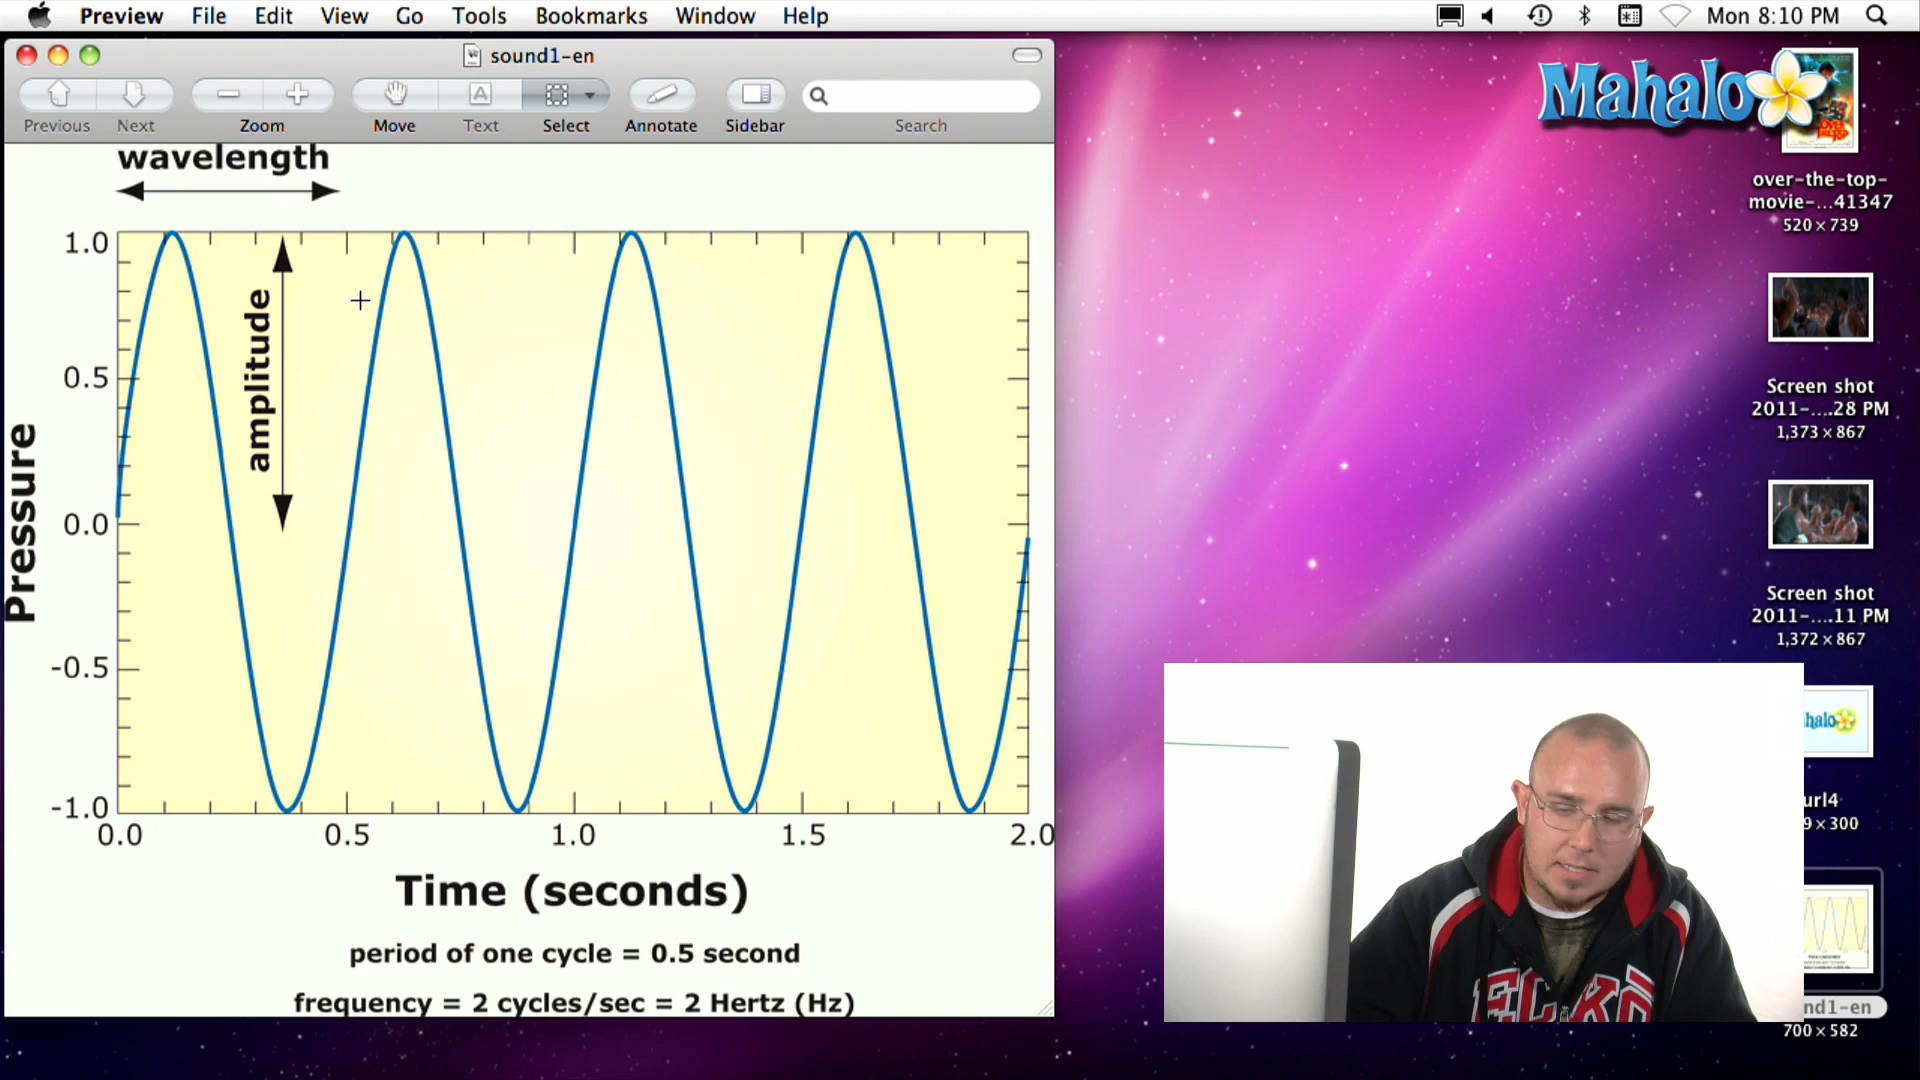 Preview File Edit View Go Tools Bookmarks Window Help
Mon 8:10 PM
sound1-en
Previous Next Zoom Move Text Select Annotate Sidebar Search
wavelength
amplitude
Pressure
1.0
0.5
0.0
-0.5
-1.0
0.0 0.5 1.0 1.5 2.0
Time (seconds)
period of one cycle = 0.5 second
frequency = 2 cycles/sec = 2 Hertz (Hz)
Mahalo
over-the-top-
movie-...41347
520×739
Screen shot
2011-....28 PM
1,373×867
Screen shot
2011-....11 PM
1,372×867
halo
url4
9×300
nd1-en
700×582
ECKŌ